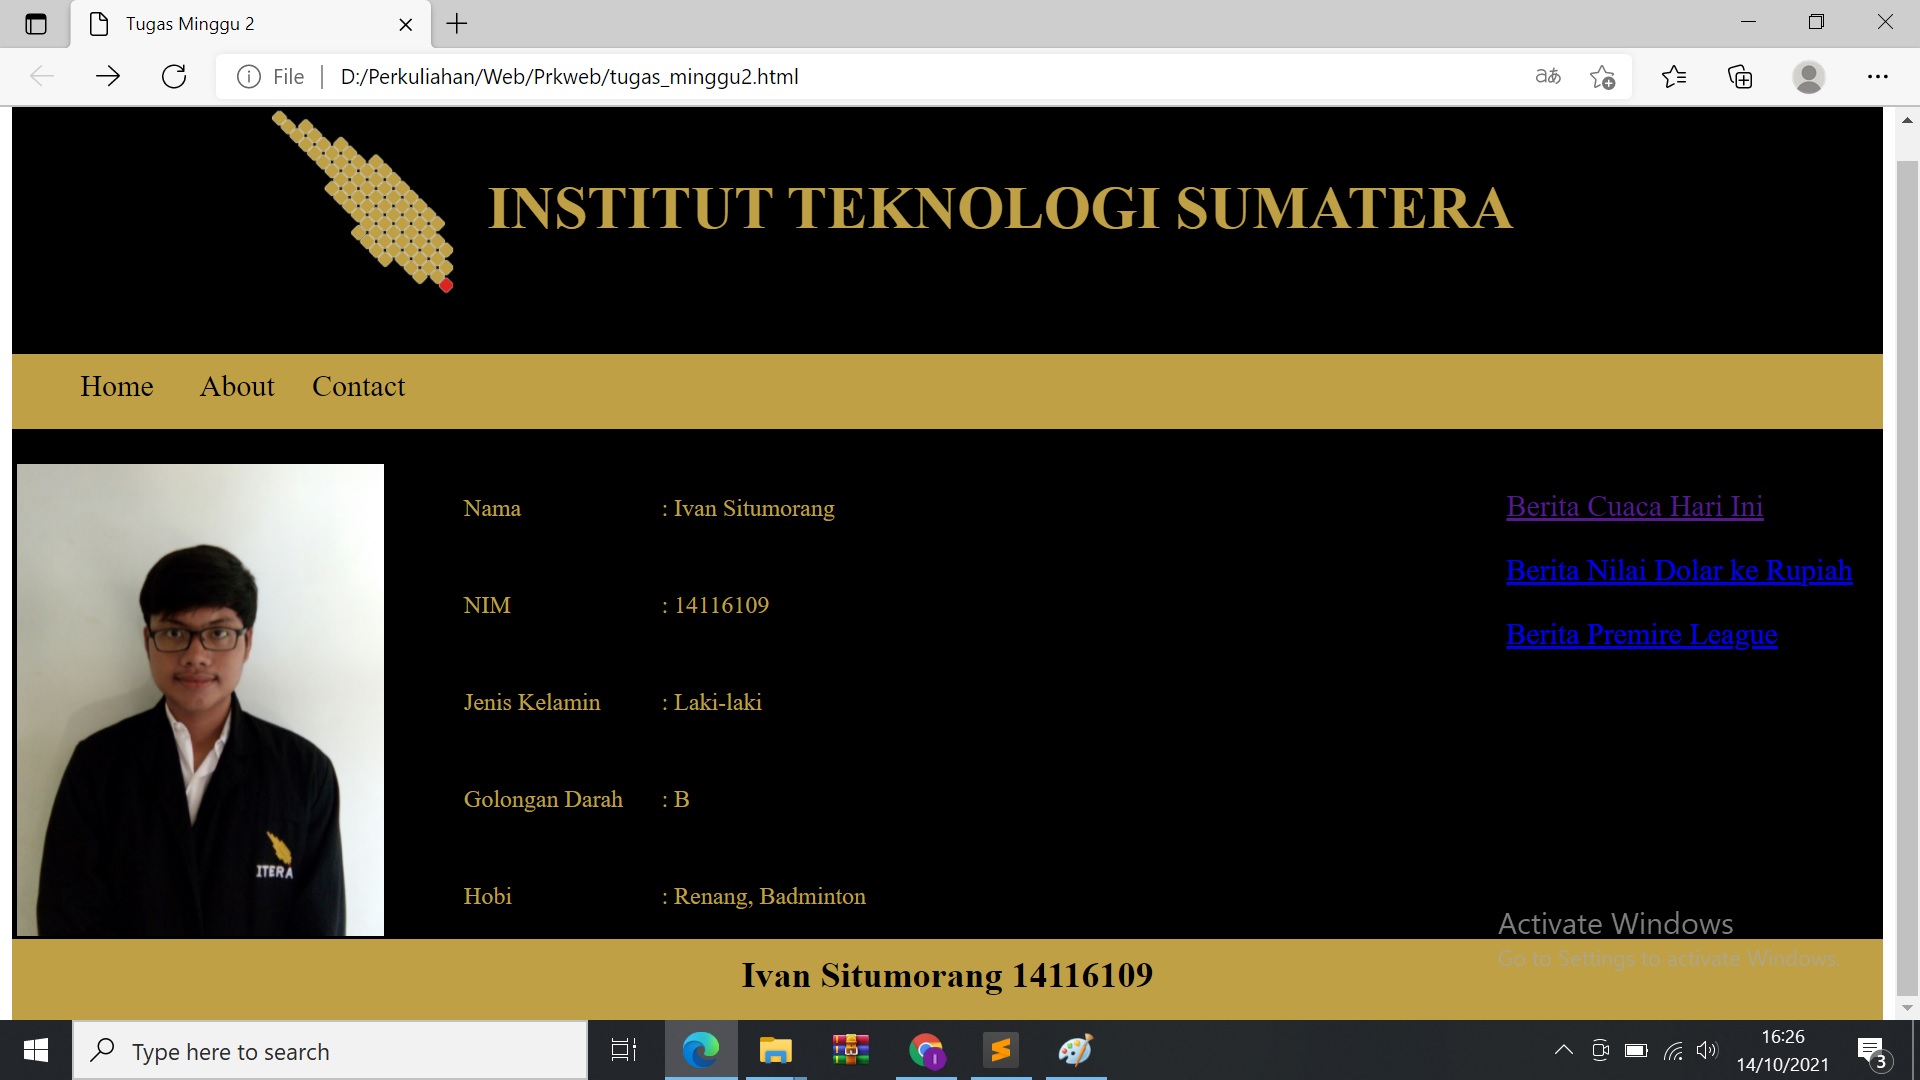 Tugas Minggu 2
File
D:/Perkuliahan/Web/Prkweb/tugas_minggu2.html
aあ
INSTITUT TEKNOLOGI SUMATERA
Home About Contact
Nama : Ivan Situmorang
NIM : 14116109
Jenis Kelamin : Laki-laki
Golongan Darah : B
Hobi : Renang, Badminton
ITERA
Berita Cuaca Hari Ini
Berita Nilai Dolar ke Rupiah
Berita Premire League
Activate Windows
Go to Settings to activate Windows.
Ivan Situmorang 14116109
Type here to search
I
16:26
14/10/2021
3